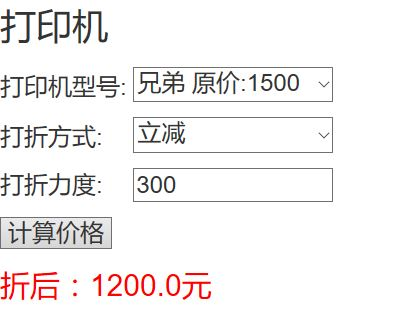 打印机
打印机型号: 兄弟 原价:1500
打折方式: 立减
打折力度: 300
计算价格
折后：1200.0元